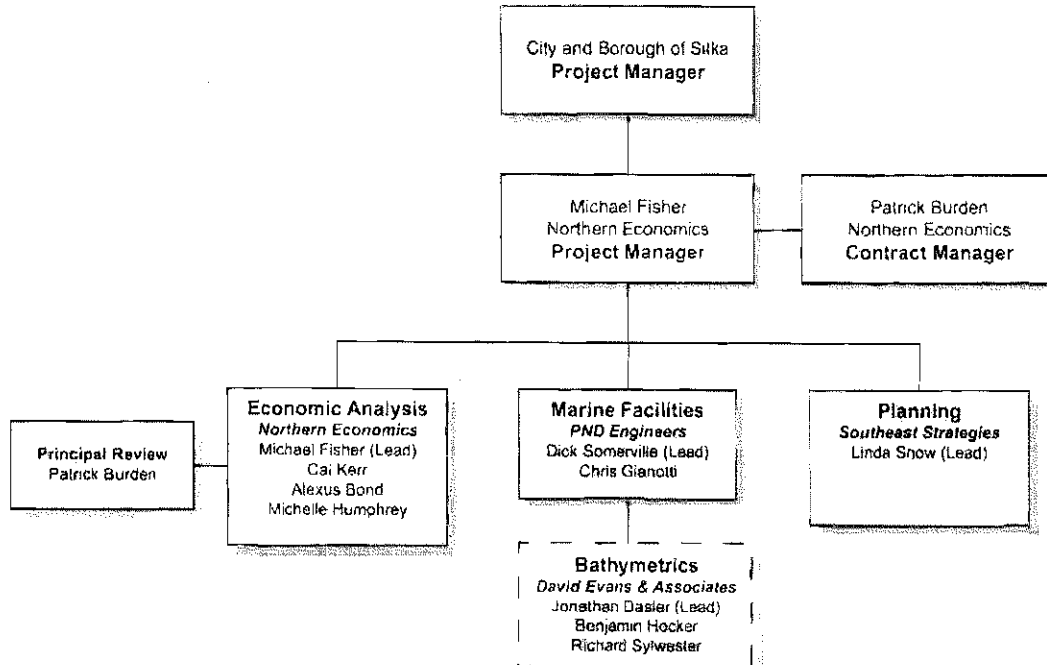 City and Borough of Sitka
Project Manager
Michael Fisher
Northern Economics
Project Manager
Patrick Burden
Northern Economics
Contract Manager
Principal Review
Patrick Burden
Economic Analysis
Northern Economics
Michael Fisher (Lead)
Cal Kerr
Alexus Bond
Michelle Humphrey
Marine Facilities
PND Engineers
Dick Somerville (Lead)
Chris Gianotti
Planning
Southeast Strategies
Linda Snow (Lead)
Bathymetrics
David Evans & Associates
Jonathan Dasler (Lead)
Benjamin Hocker
Richard Sylwester